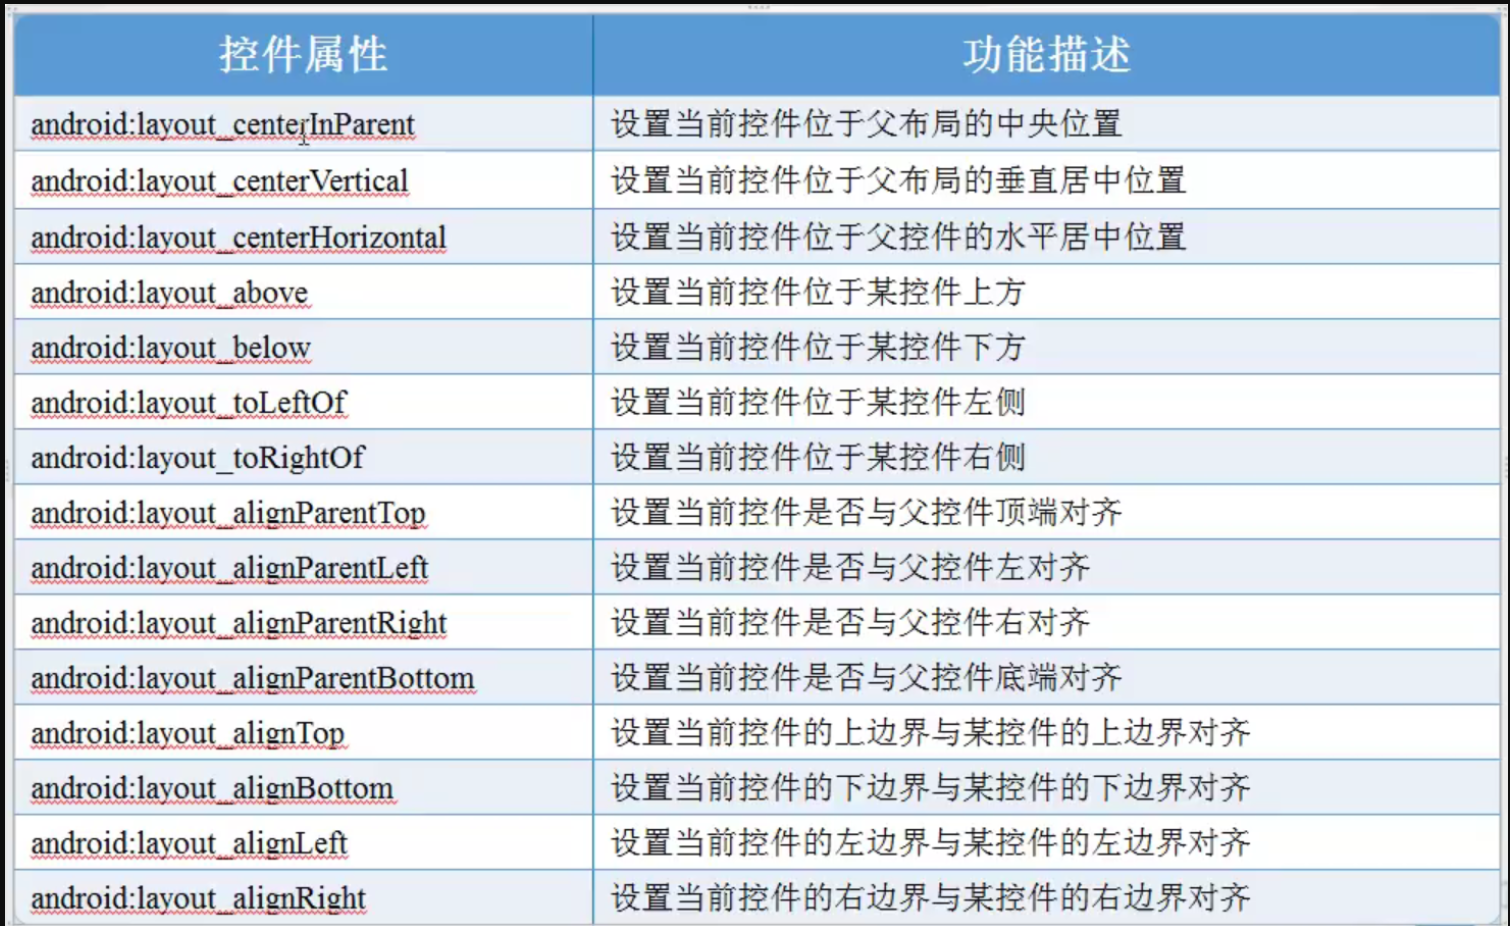 控件属性 功能描述
android:layout_centerInParent 设置当前控件位于父布局的中央位置
android:layout_centerVertical 设置当前控件位于父布局的垂直居中位置
android:layout_centerHorizontal 设置当前控件位于父控件的水平居中位置
android:layout_above 设置当前控件位于某控件上方
android:layout_below 设置当前控件位于某控件下方
android:layout_toLeftOf 设置当前控件位于某控件左侧
android:layout_toRightOf 设置当前控件位于某控件右侧
android:layout_alignParentTop 设置当前控件是否与父控件顶端对齐
android:layout_alignParentLeft 设置当前控件是否与父控件左对齐
android:layout_alignParentRight 设置当前控件是否与父控件右对齐
android:layout_alignParentBottom 设置当前控件是否与父控件底端对齐
android:layout_alignTop 设置当前控件的上边界与某控件的上边界对齐
android:layout_alignBottom 设置当前控件的下边界与某控件的下边界对齐
android:layout_alignLeft 设置当前控件的左边界与某控件的左边界对齐
android:layout_alignRight 设置当前控件的右边界与某控件的右边界对齐